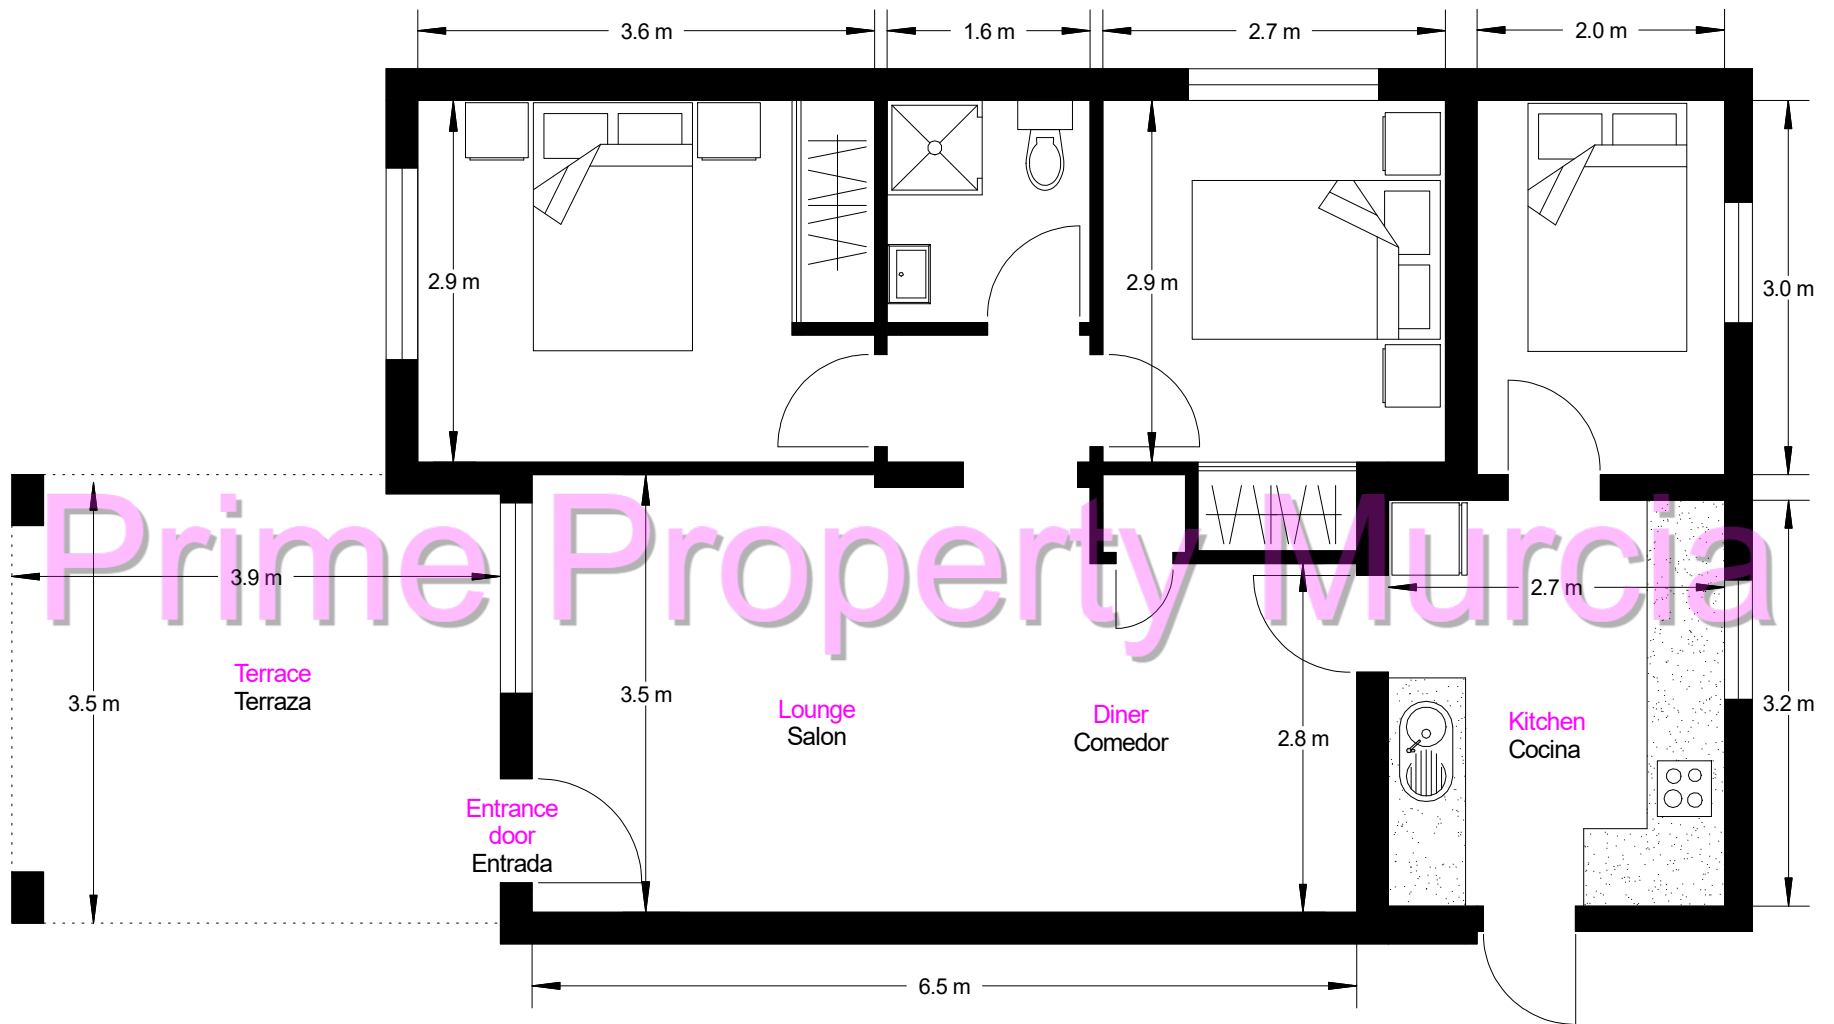 3.6 m
1.6 m
2.7 m
2.0 m
2.9 m
2.9 m
3.0 m
Prime Property Murcia
3.9 m
2.7 m
Terrace
Terraza
3.5 m
3.5 m
Lounge
Salon
Diner
Comedor
2.8 m
Kitchen
Cocina
3.2 m
Entrance
door
Entrada
6.5 m